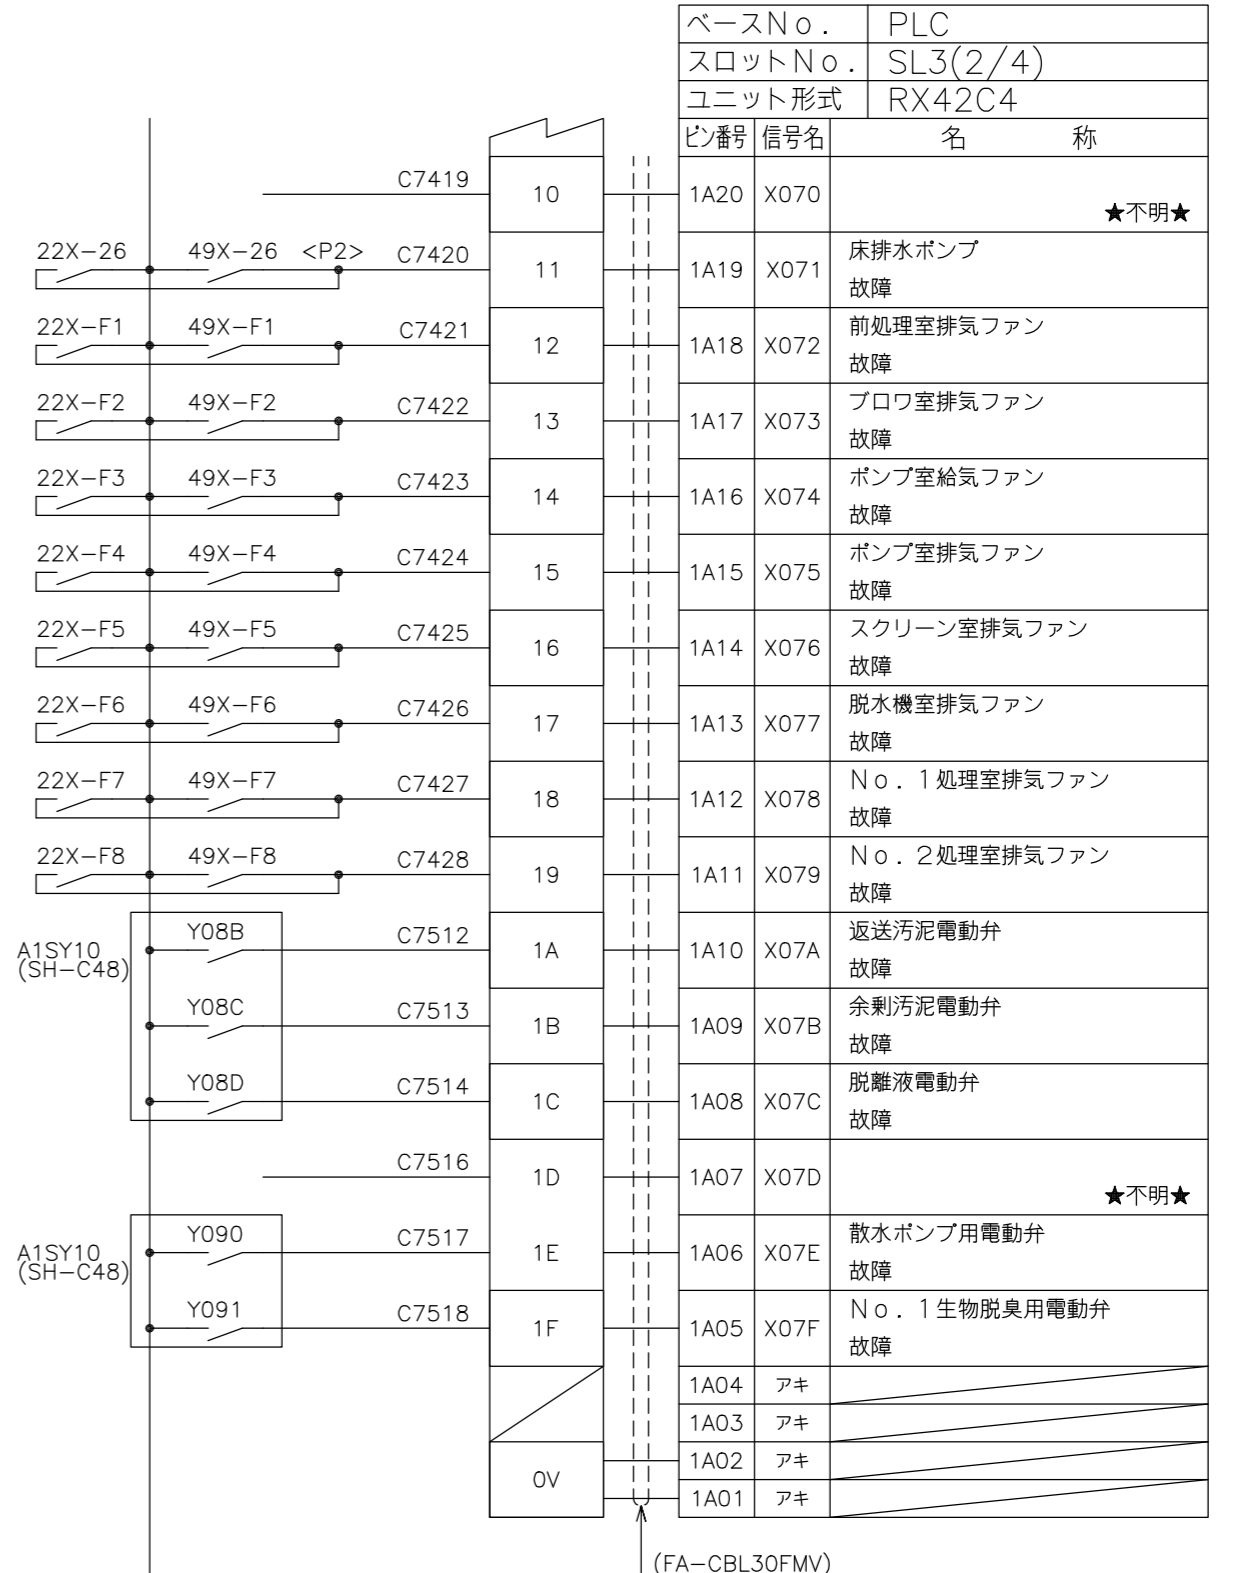 ベースNo. PLC
スロットNo. SL3(2/4)
ユニット形式 RX42C4
ピン番号 信号名 名 称
C7419 10 1A20 X070
★不明★
22X-26 49X-26 <P2> C7420 11 1A19 X071 床排水ポンプ
故障
22X-F1 49X-F1 C7421 12 1A18 X072 前処理室排気ファン
故障
22X-F2 49X-F2 C7422 13 1A17 X073 ブロワ室排気ファン
故障
22X-F3 49X-F3 C7423 14 1A16 X074 ポンプ室給気ファン
故障
22X-F4 49X-F4 C7424 15 1A15 X075 ポンプ室排気ファン
故障
22X-F5 49X-F5 C7425 16 1A14 X076 スクリーン室排気ファン
故障
22X-F6 49X-F6 C7426 17 1A13 X077 脱水機室排気ファン
故障
22X-F7 49X-F7 C7427 18 1A12 X078 No.1処理室排気ファン
故障
22X-F8 49X-F8 C7428 19 1A11 X079 No.2処理室排気ファン
故障
A1SY10
(SH-C48)
Y08B C7512 1A 1A10 X07A 返送汚泥電動弁
故障
Y08C C7513 1B 1A09 X07B 余剰汚泥電動弁
故障
Y08D C7514 1C 1A08 X07C 脱離液電動弁
故障
C7516 1D 1A07 X07D
★不明★
A1SY10
(SH-C48)
Y090 C7517 1E 1A06 X07E 散水ポンプ用電動弁
故障
Y091 C7518 1F 1A05 X07F No.1生物脱臭用電動弁
故障
1A04 アキ
1A03 アキ
0V 1A02 アキ
1A01 アキ
(FA-CBL30FMV)